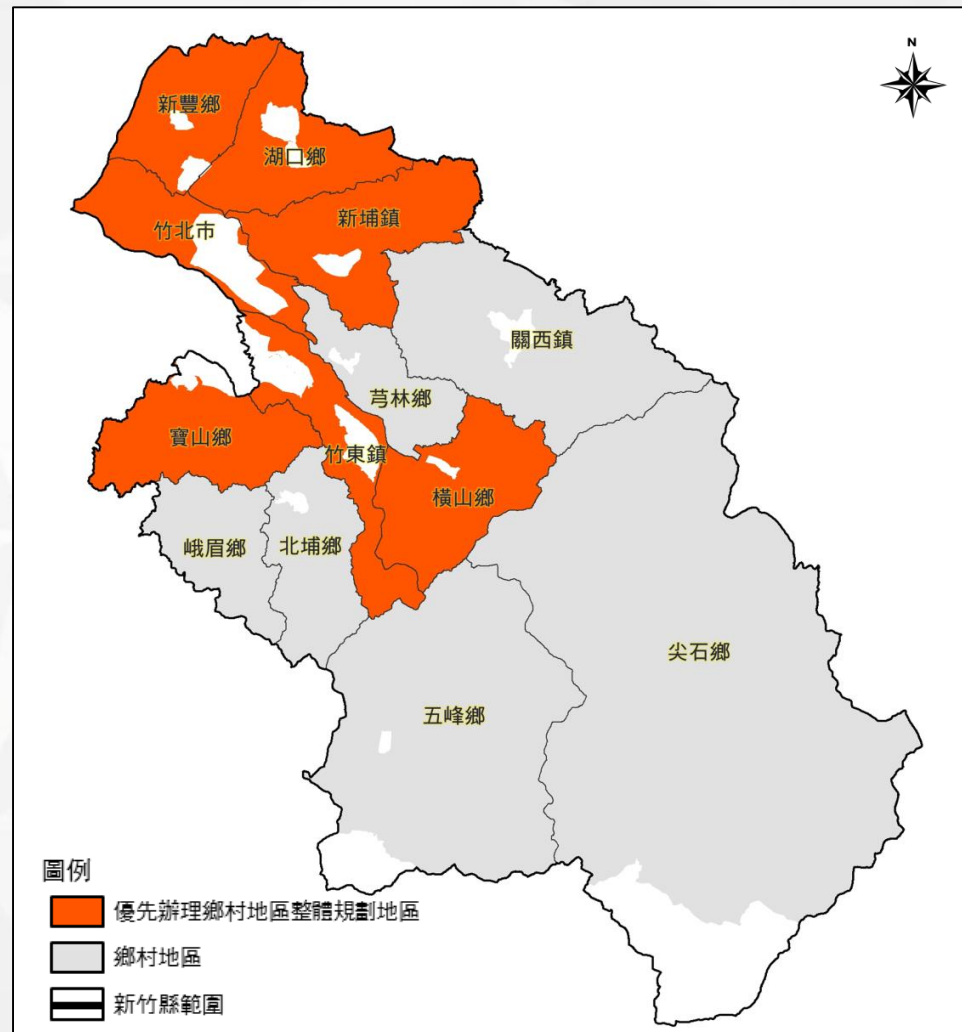 N
新豐鄉
湖口鄉
新埔鎮
竹北市
關西鎮
芎林鄉
寶山鄉
竹東鎮
橫山鄉
峨眉鄉
北埔鄉
尖石鄉
五峰鄉
圖例
優先辦理鄉村地區整體規劃地區
鄉村地區
新竹縣範圍